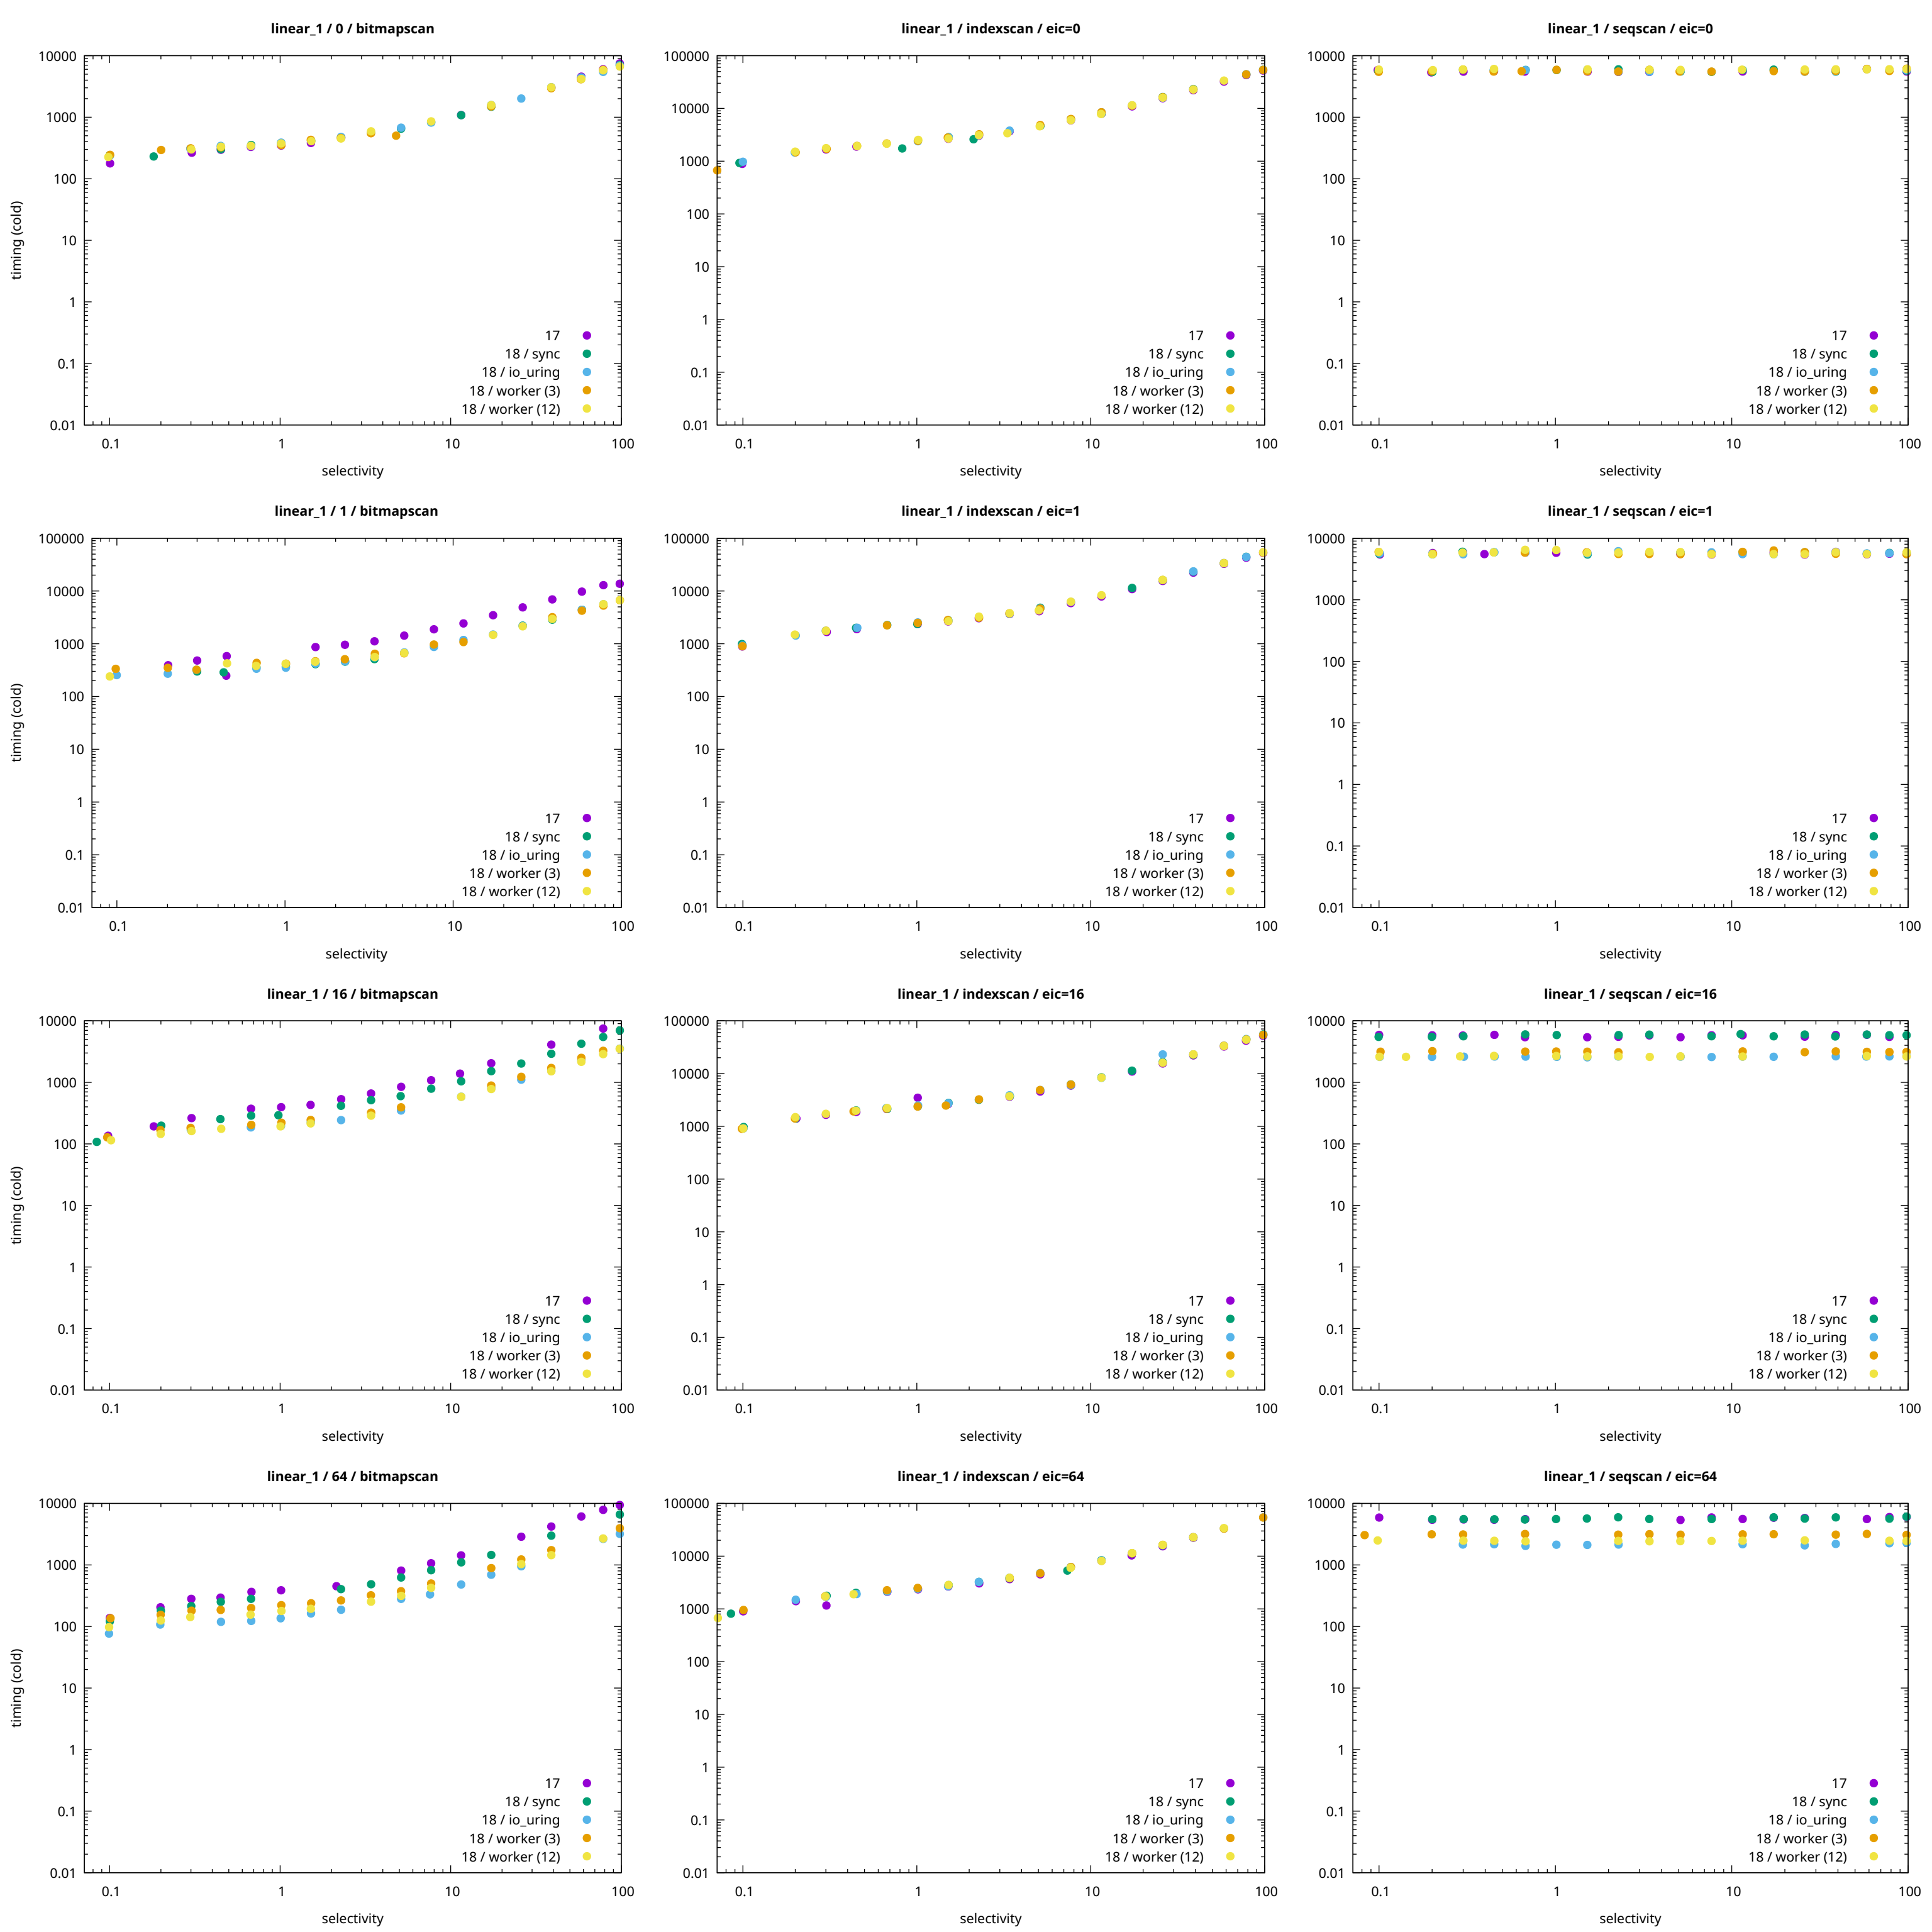 linear_1 / 0 / bitmapscan
timing (cold)
10000
1000
100
10
1
0.1
0.01
17
18 / sync
18 / io_uring
18 / worker (3)
18 / worker (12)
0.1 1 10 100
selectivity
linear_1 / indexscan / eic=0
100000
10000
1000
100
10
1
0.1
0.01
17
18 / sync
18 / io_uring
18 / worker (3)
18 / worker (12)
0.1 1 10 100
selectivity
linear_1 / seqscan / eic=0
10000
1000
100
10
1
0.1
0.01
17
18 / sync
18 / io_uring
18 / worker (3)
18 / worker (12)
0.1 1 10 100
selectivity
linear_1 / 1 / bitmapscan
timing (cold)
100000
10000
1000
100
10
1
0.1
0.01
17
18 / sync
18 / io_uring
18 / worker (3)
18 / worker (12)
0.1 1 10 100
selectivity
linear_1 / indexscan / eic=1
100000
10000
1000
100
10
1
0.1
0.01
17
18 / sync
18 / io_uring
18 / worker (3)
18 / worker (12)
0.1 1 10 100
selectivity
linear_1 / seqscan / eic=1
10000
1000
100
10
1
0.1
0.01
17
18 / sync
18 / io_uring
18 / worker (3)
18 / worker (12)
0.1 1 10 100
selectivity
linear_1 / 16 / bitmapscan
timing (cold)
10000
1000
100
10
1
0.1
0.01
17
18 / sync
18 / io_uring
18 / worker (3)
18 / worker (12)
0.1 1 10 100
selectivity
linear_1 / indexscan / eic=16
100000
10000
1000
100
10
1
0.1
0.01
17
18 / sync
18 / io_uring
18 / worker (3)
18 / worker (12)
0.1 1 10 100
selectivity
linear_1 / seqscan / eic=16
10000
1000
100
10
1
0.1
0.01
17
18 / sync
18 / io_uring
18 / worker (3)
18 / worker (12)
0.1 1 10 100
selectivity
linear_1 / 64 / bitmapscan
timing (cold)
10000
1000
100
10
1
0.1
0.01
17
18 / sync
18 / io_uring
18 / worker (3)
18 / worker (12)
0.1 1 10 100
selectivity
linear_1 / indexscan / eic=64
100000
10000
1000
100
10
1
0.1
0.01
17
18 / sync
18 / io_uring
18 / worker (3)
18 / worker (12)
0.1 1 10 100
selectivity
linear_1 / seqscan / eic=64
10000
1000
100
10
1
0.1
0.01
17
18 / sync
18 / io_uring
18 / worker (3)
18 / worker (12)
0.1 1 10 100
selectivity